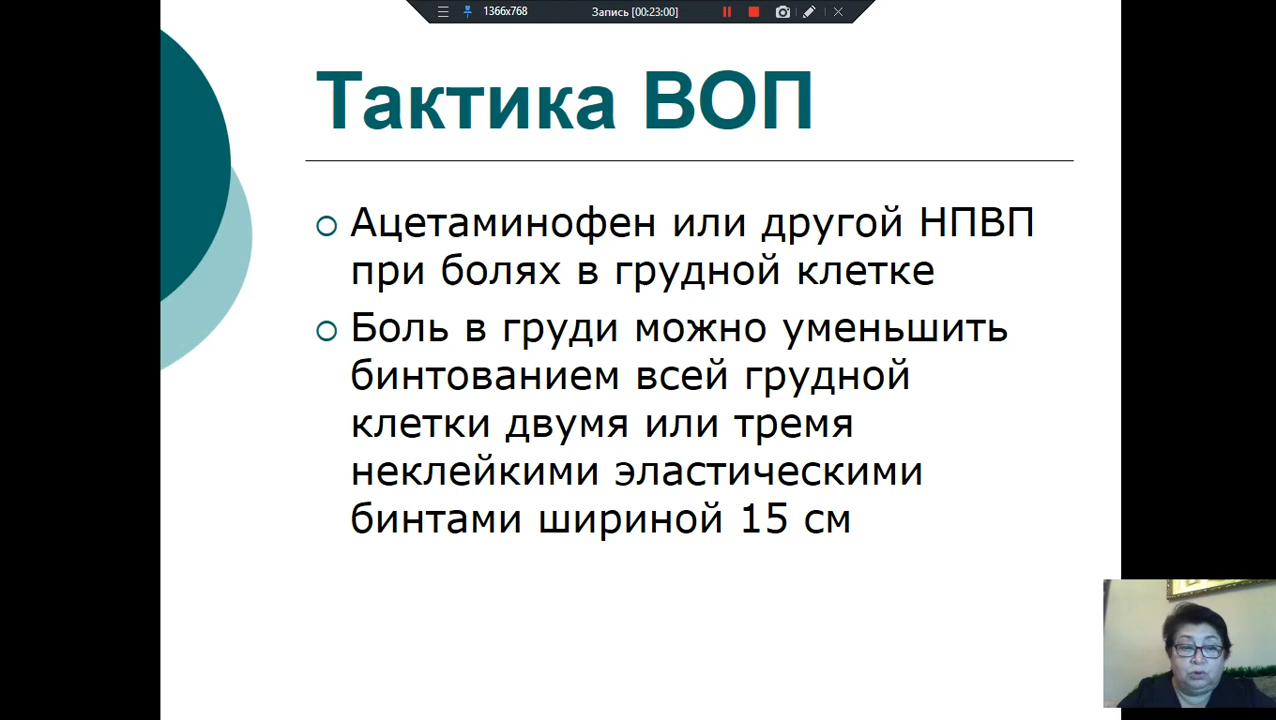 1366x768 Запись [00:23:00]
Тактика ВОП
Ацетаминофен или другой НПВП
при болях в грудной клетке
Боль в груди можно уменьшить
бинтованием всей грудной
клетки двумя или тремя
неклейкими эластическими
бинтами шириной 15 см